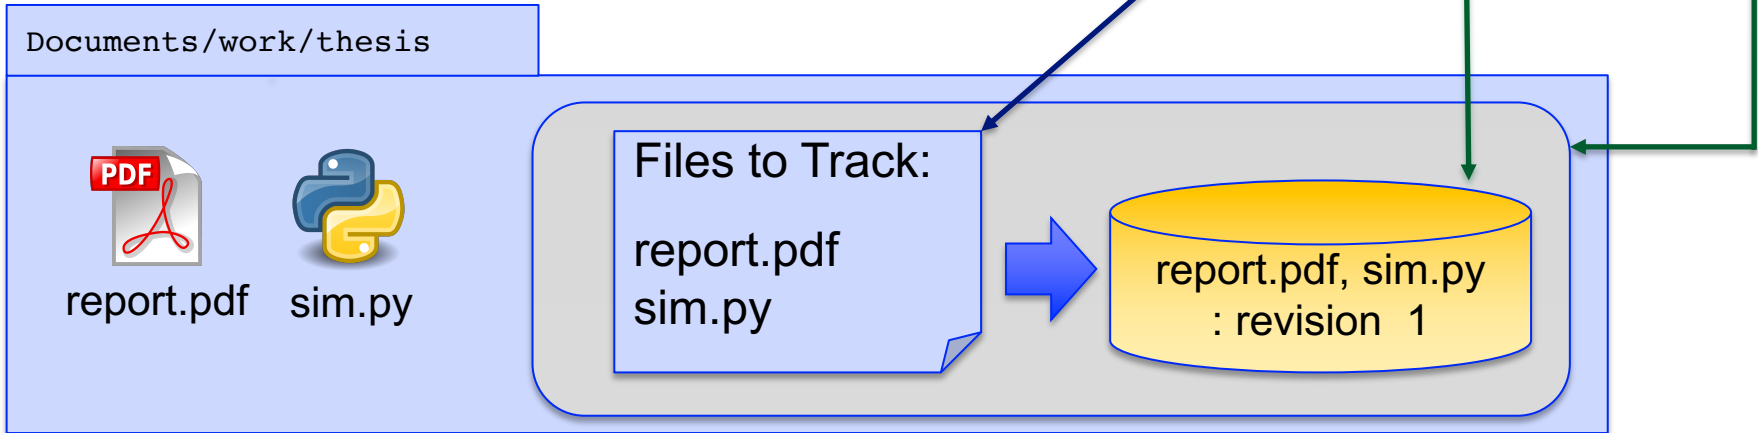 Documents/work/thesis
PDF
report.pdf
sim.py
Files to Track:
report.pdf
sim.py
report.pdf, sim.py
: revision 1